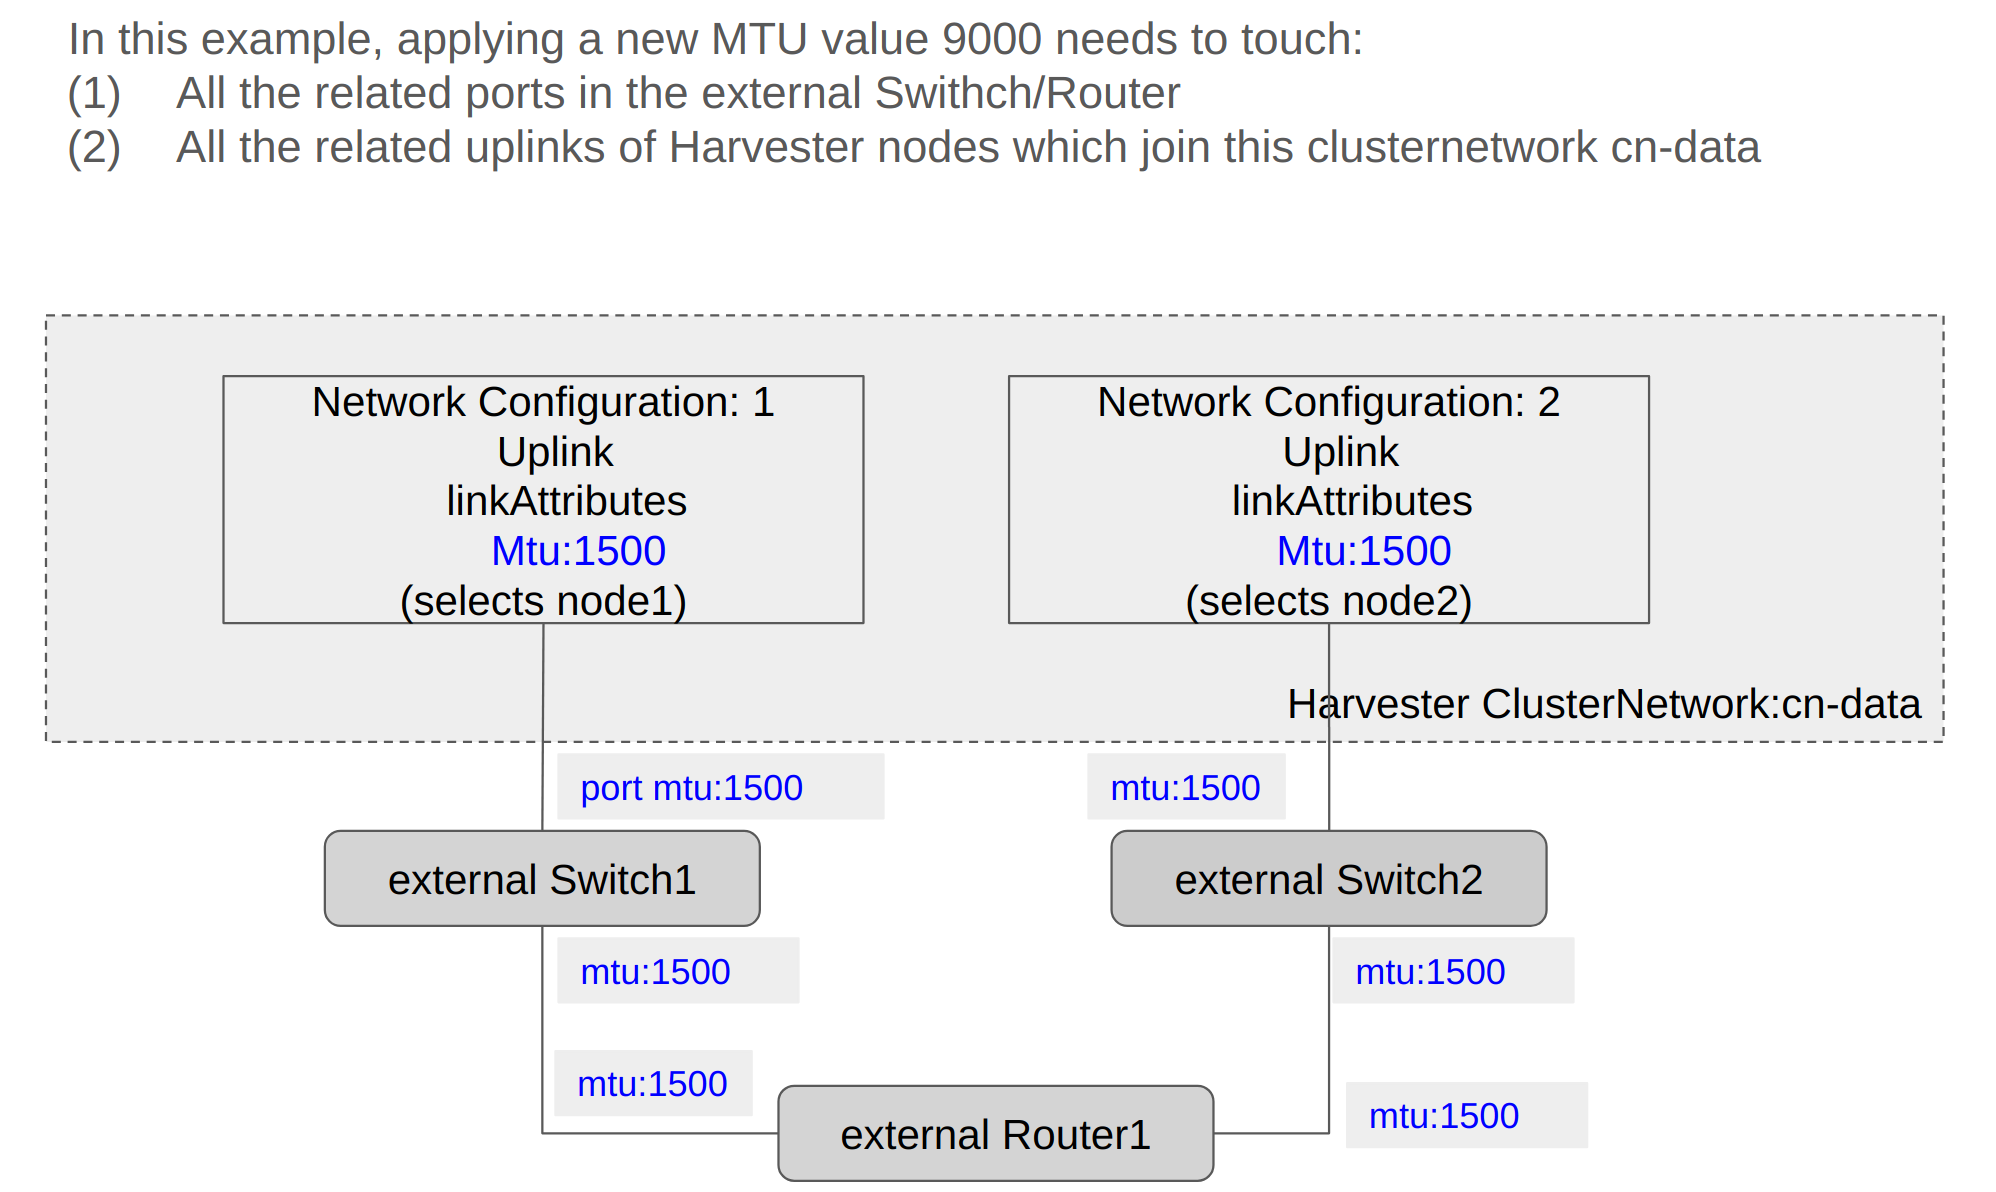 In this example, applying a new MTU value 9000 needs to touch:
(1) All the related ports in the external Swithch/Router
(2) All the related uplinks of Harvester nodes which join this clusternetwork cn-data
Network Configuration: 1
Uplink
linkAttributes
Mtu:1500
(selects node1)
Network Configuration: 2
Uplink
linkAttributes
Mtu:1500
(selects node2)
Harvester ClusterNetwork:cn-data
port mtu:1500
mtu:1500
external Switch1
external Switch2
mtu:1500
mtu:1500
mtu:1500
mtu:1500
external Router1